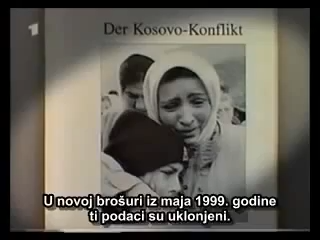 Der Kosovo-Konflikt
U novoj brošuri iz maja 1999. godine
ti podaci su uklonjeni.